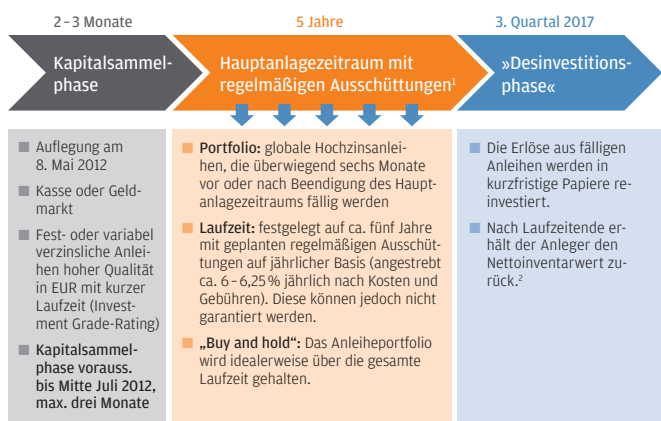 2 – 3 Monate
Kapitalsammel-
phase
Auflegung am
8. Mai 2012
Kasse oder Geld-
markt
Fest- oder variabel
verzinsliche Anlei-
hen hoher Qualität
in EUR mit kurzer
Laufzeit (Invest-
ment Grade-Rating)
Kapitalsammel-
phase vorauss.
bis Mitte Juli 2012,
max. drei Monate
5 Jahre
Hauptanlagezeitraum mit
regelmäßigen Ausschüttungen¹
Portfolio: globale Hochzinsanlei-
hen, die überwiegend sechs Monate
vor oder nach Beendigung des Haupt-
anlagezeitraums fällig werden
Laufzeit: festgelegt auf ca. fünf Jahre
mit geplanten regelmäßigen Ausschüt-
tungen auf jährlicher Basis (angestrebt
ca. 6 – 6,25 % jährlich nach Kosten und
Gebühren). Diese können jedoch nicht
garantiert werden.
„Buy and hold“: Das Anleiheportfolio
wird idealerweise über die gesamte
Laufzeit gehalten.
3. Quartal 2017
»Desinvestitions-
phase«
Die Erlöse aus fälligen
Anleihen werden in
kurzfristige Papiere re-
investiert.
Nach Laufzeitende er-
hält der Anleger den
Nettoinventarwert zu-
rück.²